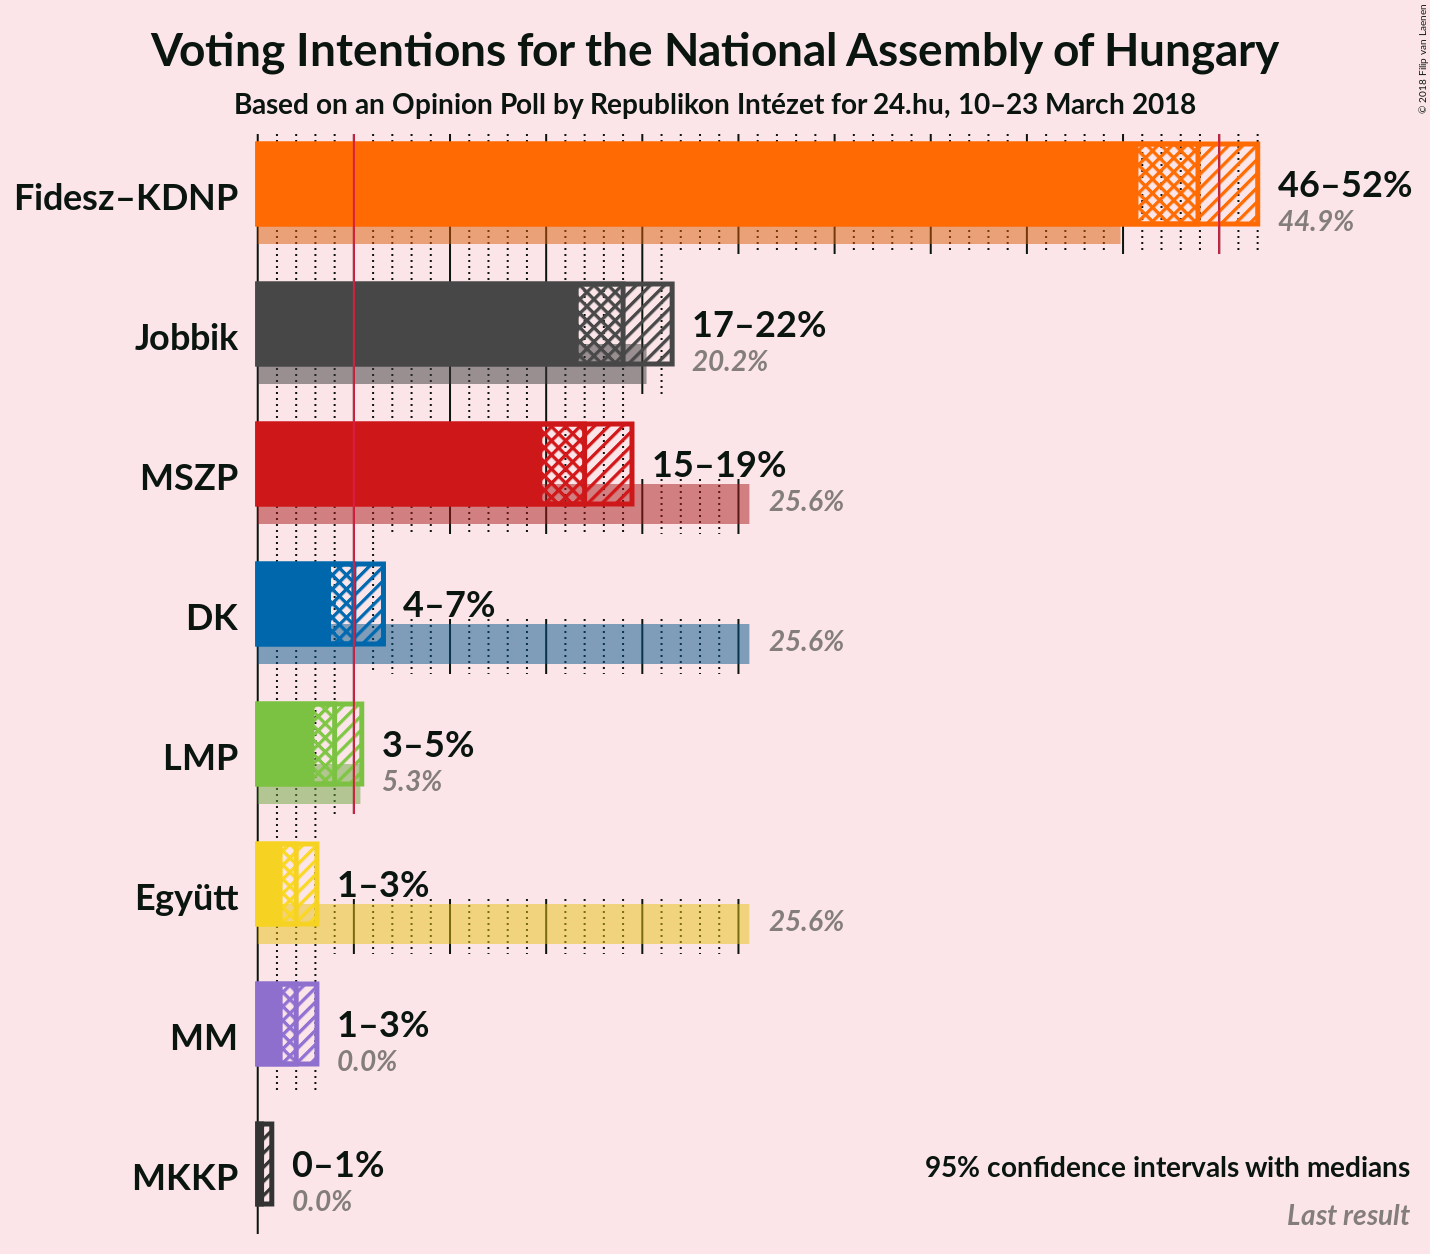 Voting Intentions for the National Assembly of Hungary
Based on an Opinion Poll by Republikon Intézet for 24.hu, 10–23 March 2018
© 2018 Filip van Laenen
Fidesz–KDNP
46–52%
44.9%
Jobbik
17–22%
20.2%
MSZP
15–19%
25.6%
DK
4–7%
25.6%
LMP
3–5%
5.3%
Együtt
1–3%
25.6%
MM
1–3%
0.0%
MKKP
0–1%
0.0%
95% confidence intervals with medians
Last result